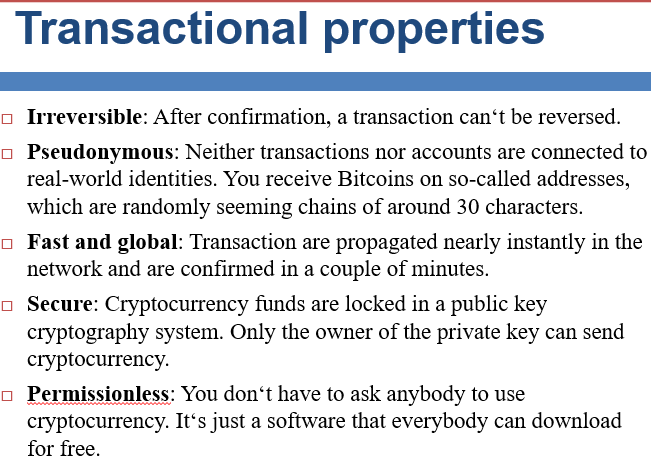 Transactional properties
Irreversible: After confirmation, a transaction can‘t be reversed.
Pseudonymous: Neither transactions nor accounts are connected to
real-world identities. You receive Bitcoins on so-called addresses,
which are randomly seeming chains of around 30 characters.
Fast and global: Transaction are propagated nearly instantly in the
network and are confirmed in a couple of minutes.
Secure: Cryptocurrency funds are locked in a public key
cryptography system. Only the owner of the private key can send
cryptocurrency.
Permissionless: You don‘t have to ask anybody to use
cryptocurrency. It‘s just a software that everybody can download
for free.